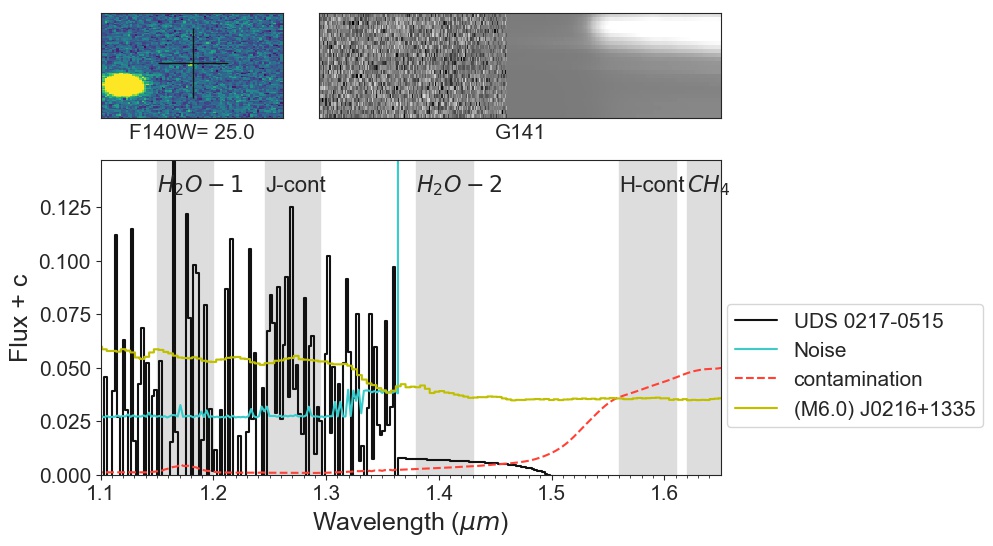 F140W= 25.0
G141
H₂O − 1
J-cont
H₂O − 2
H-cont
CH₄
Flux + c
0.125
0.100
0.075
0.050
0.025
0.000
1.1
1.2
1.3
1.4
1.5
1.6
Wavelength (μm)
UDS 0217-0515
Noise
contamination
(M6.0) J0216+1335